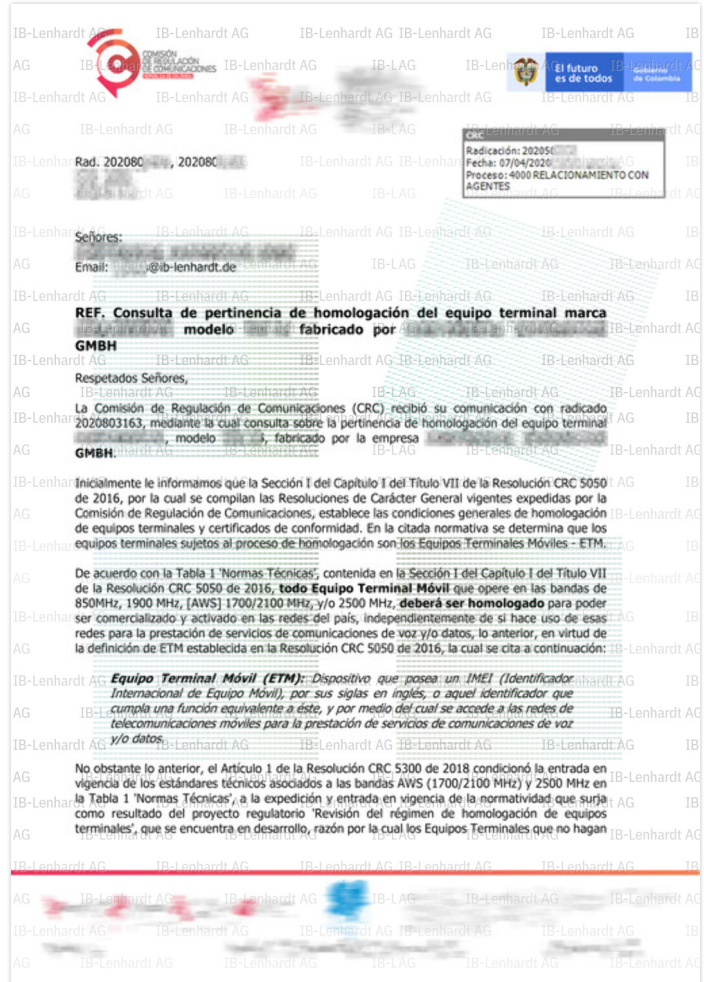 COMISIÓN
DE REGULACIÓN
DE COMUNICACIONES
REPÚBLICA DE COLOMBIA
El futuro
es de todos
Gobierno
de Colombia
CRC
Radicación: 202050
Fecha: 07/04/2020
Proceso: 4000 RELACIONAMIENTO CON
AGENTES
Rad. 202080 , 202080
Señores:
Email: @ib-lenhardt.de
REF. Consulta de pertinencia de homologación del equipo terminal marca
modelo fabricado por
GMBH
Respetados Señores,
La Comisión de Regulación de Comunicaciones (CRC) recibió su comunicación con radicado
2020803163, mediante la cual consulta sobre la pertinencia de homologación del equipo terminal
, modelo , fabricado por la empresa
GMBH.
Inicialmente le informamos que la Sección I del Capítulo I del Título VII de la Resolución CRC 5050
de 2016, por la cual se compilan las Resoluciones de Carácter General vigentes expedidas por la
Comisión de Regulación de Comunicaciones, establece las condiciones generales de homologación
de equipos terminales y certificados de conformidad. En la citada normativa se determina que los
equipos terminales sujetos al proceso de homologación son los Equipos Terminales Móviles - ETM.
De acuerdo con la Tabla 1 'Normas Técnicas', contenida en la Sección I del Capítulo I del Título VII
de la Resolución CRC 5050 de 2016, todo Equipo Terminal Móvil que opere en las bandas de
850MHz, 1900 MHz, [AWS] 1700/2100 MHz, y/o 2500 MHz, deberá ser homologado para poder
ser comercializado y activado en las redes del país, independientemente de si hace uso de esas
redes para la prestación de servicios de comunicaciones de voz y/o datos, lo anterior, en virtud de
la definición de ETM establecida en la Resolución CRC 5050 de 2016, la cual se cita a continuación:
Equipo Terminal Móvil (ETM): Dispositivo que posea un IMEI (Identificador
Internacional de Equipo Móvil), por sus siglas en inglés, o aquel identificador que
cumpla una función equivalente a éste, y por medio del cual se accede a las redes de
telecomunicaciones móviles para la prestación de servicios de comunicaciones de voz
y/o datos.
No obstante lo anterior, el Artículo 1 de la Resolución CRC 5300 de 2018 condicionó la entrada en
vigencia de los estándares técnicos asociados a las bandas AWS (1700/2100 MHz) y 2500 MHz en
la Tabla 1 'Normas Técnicas', a la expedición y entrada en vigencia de la normatividad que surja
como resultado del proyecto regulatorio 'Revisión del régimen de homologación de equipos
terminales', que se encuentra en desarrollo, razón por la cual los Equipos Terminales que no hagan